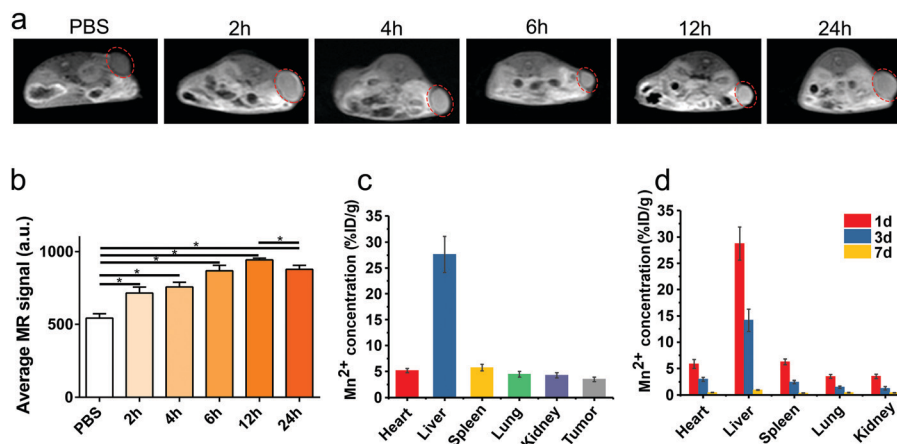 a
PBS
2h
4h
6h
12h
24h
b
Average MR signal (a.u.)
1000
500
0
*
*
*
*
*
*
PBS
2h
4h
6h
12h
24h
c
Mn2+ concentration (%ID/g)
35
30
25
20
15
10
5
0
Heart
Liver
Spleen
Lung
Kidney
Tumor
d
Mn2+ concentration(%ID/g)
35
30
25
20
15
10
5
0
1d
3d
7d
Heart
Liver
Spleen
Lung
Kidney